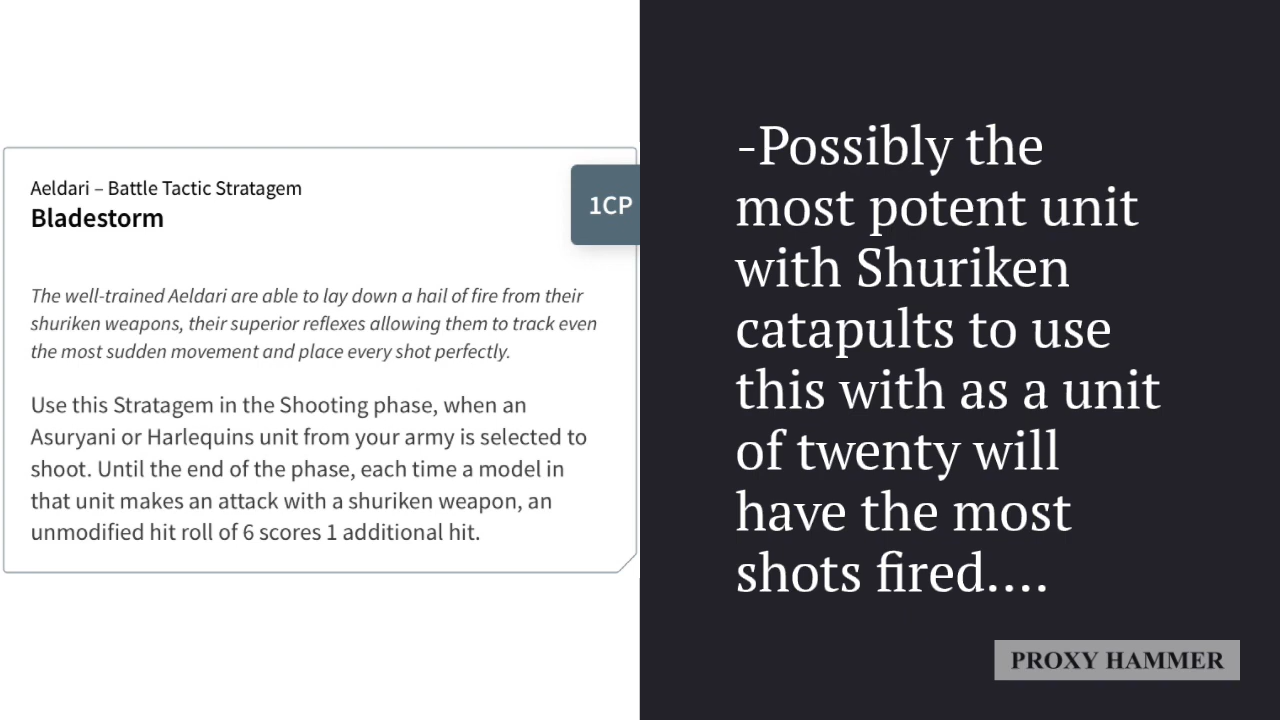 Aeldari – Battle Tactic Stratagem
Bladestorm
1CP
The well-trained Aeldari are able to lay down a hail of fire from their
shuriken weapons, their superior reflexes allowing them to track even
the most sudden movement and place every shot perfectly.
Use this Stratagem in the Shooting phase, when an
Asuryani or Harlequins unit from your army is selected to
shoot. Until the end of the phase, each time a model in
that unit makes an attack with a shuriken weapon, an
unmodified hit roll of 6 scores 1 additional hit.
-Possibly the
most potent unit
with Shuriken
catapults to use
this with as a unit
of twenty will
have the most
shots fired....
PROXY HAMMER